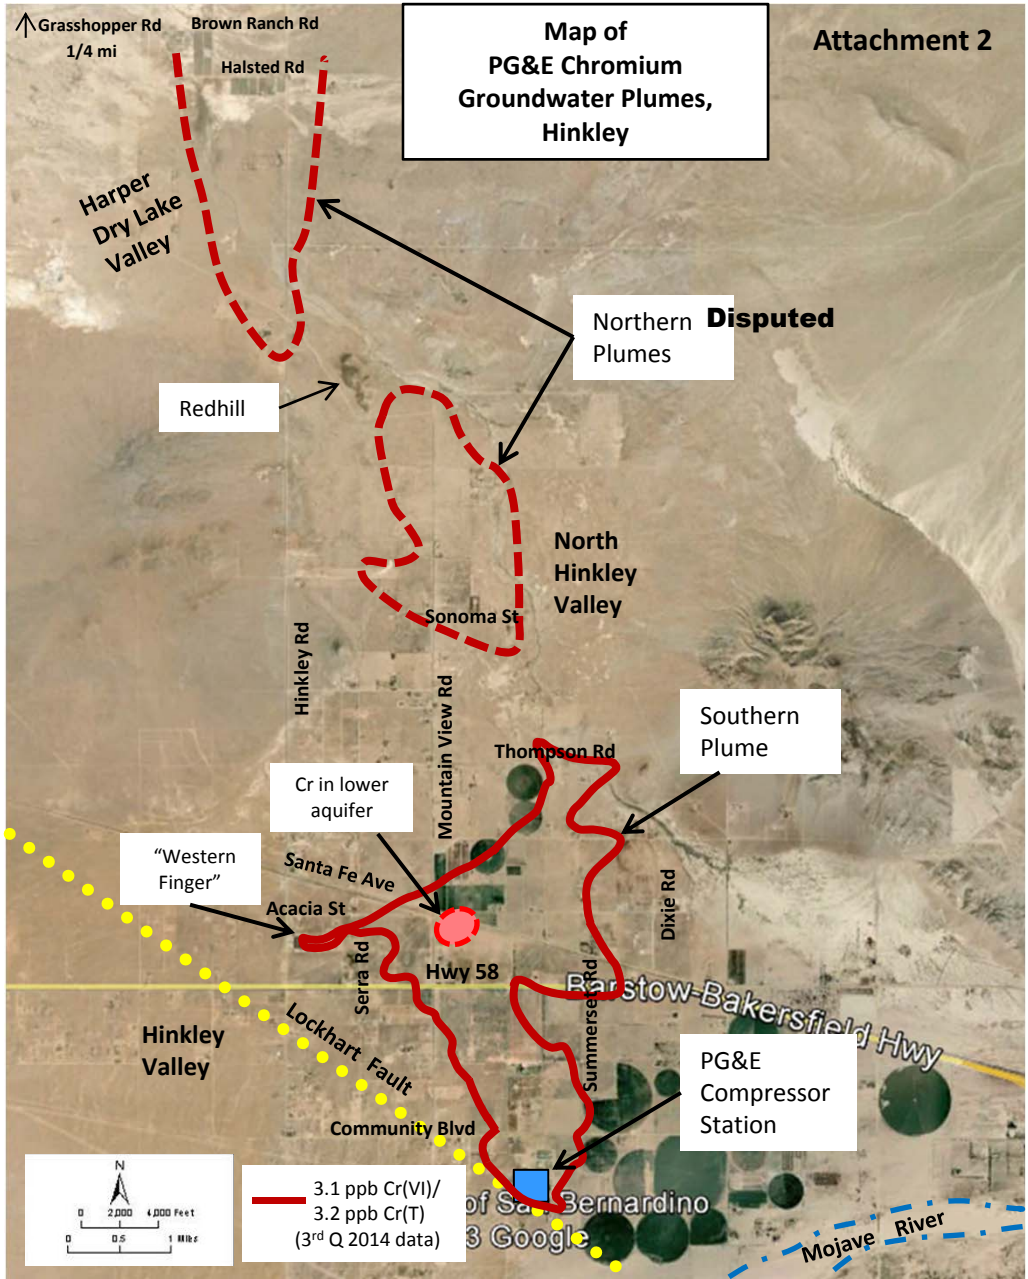 Grasshopper Rd
1/4 mi
Brown Ranch Rd
Halsted Rd
Map of
PG&E Chromium
Groundwater Plumes,
Hinkley
Attachment 2
Harper
Dry Lake
Valley
Northern Disputed
Plumes
Redhill
North
Hinkley
Valley
Sonoma St
Hinkley Rd
Mountain View Rd
Southern
Plume
Thompson Rd
Cr in lower
aquifer
"Western
Finger"
Santa Fe Ave
Acacia St
Dixie Rd
Serra Rd
Hwy 58
Summerset Rd
Barstow-Bakersfield Hwy
Hinkley
Valley
Lockhart Fault
PG&E
Compressor
Station
Community Blvd
N
0 2,000 4,000 Feet
0 0.5 1 Miles
3.1 ppb Cr(VI)/
3.2 ppb Cr(T)
(3rd Q 2014 data)
of San Bernardino
3 Google
Mojave River